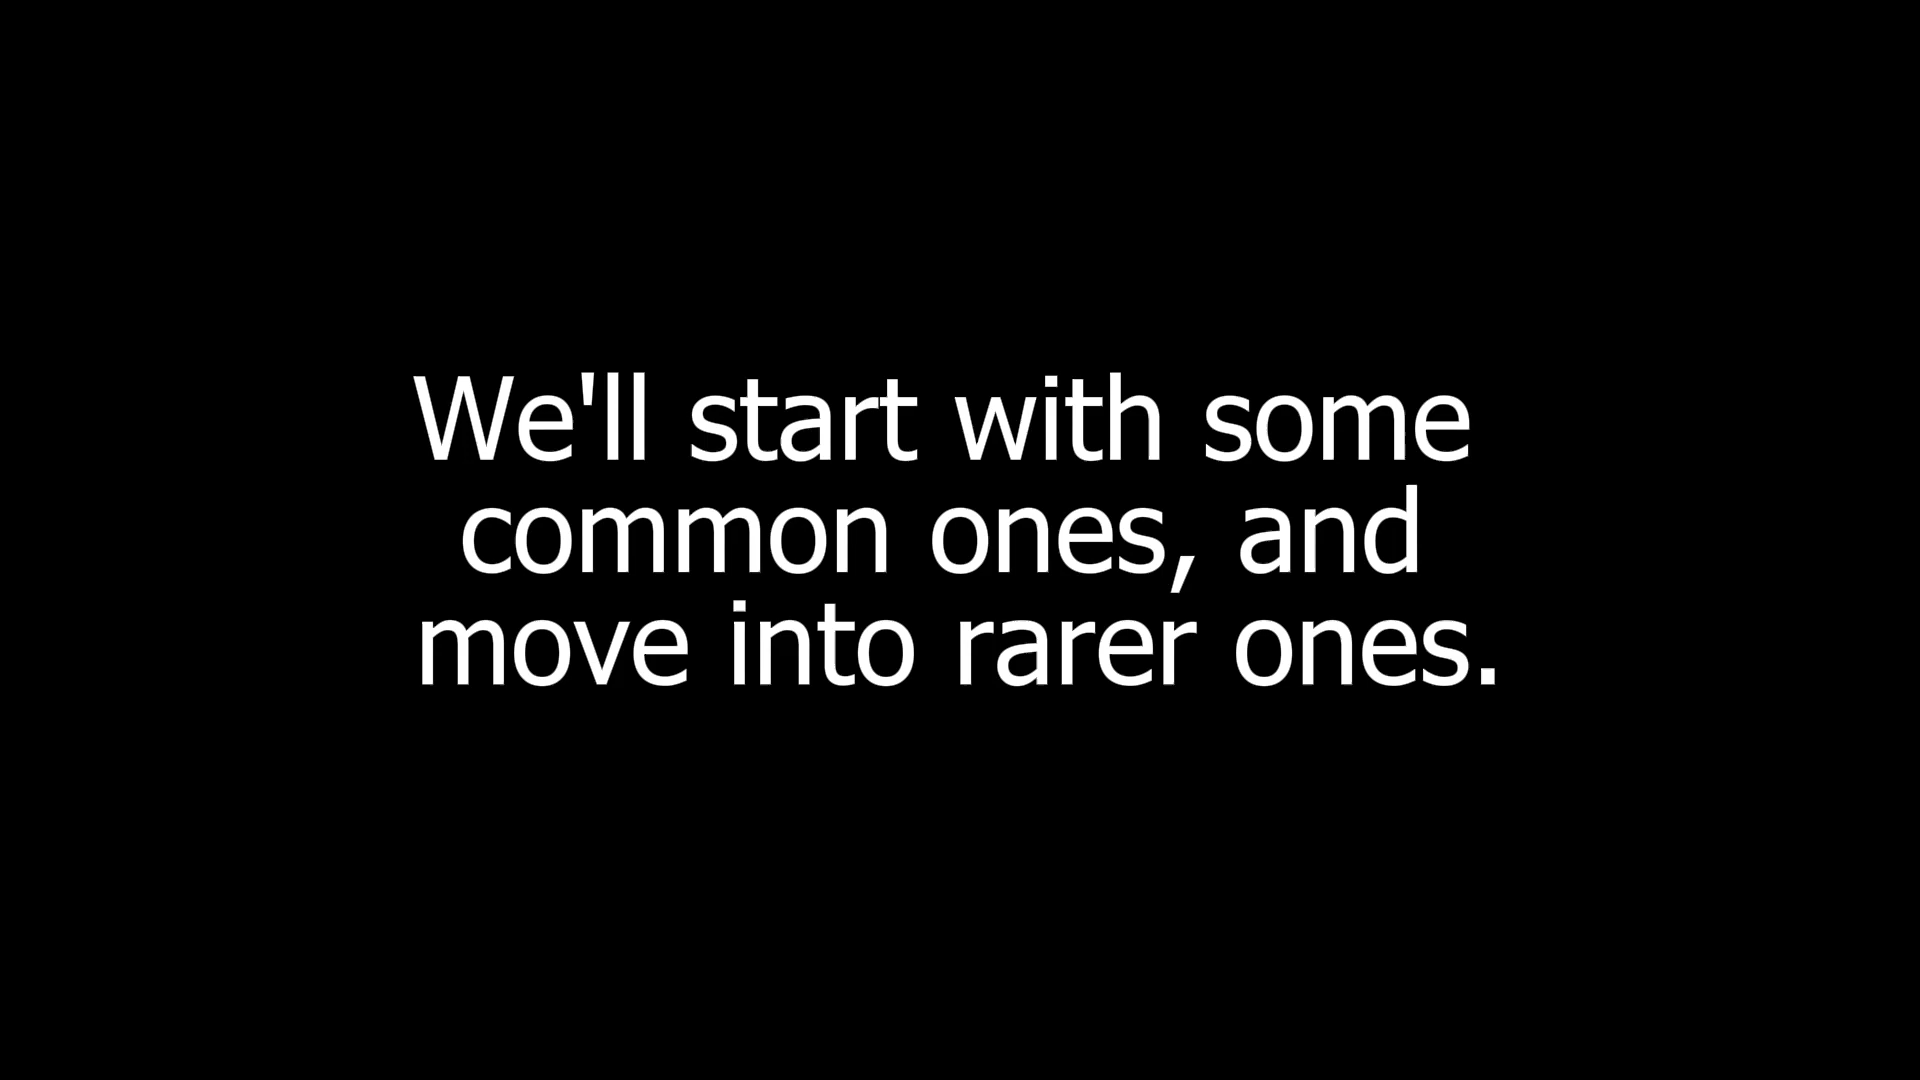 We'll start with some
common ones, and
move into rarer ones.